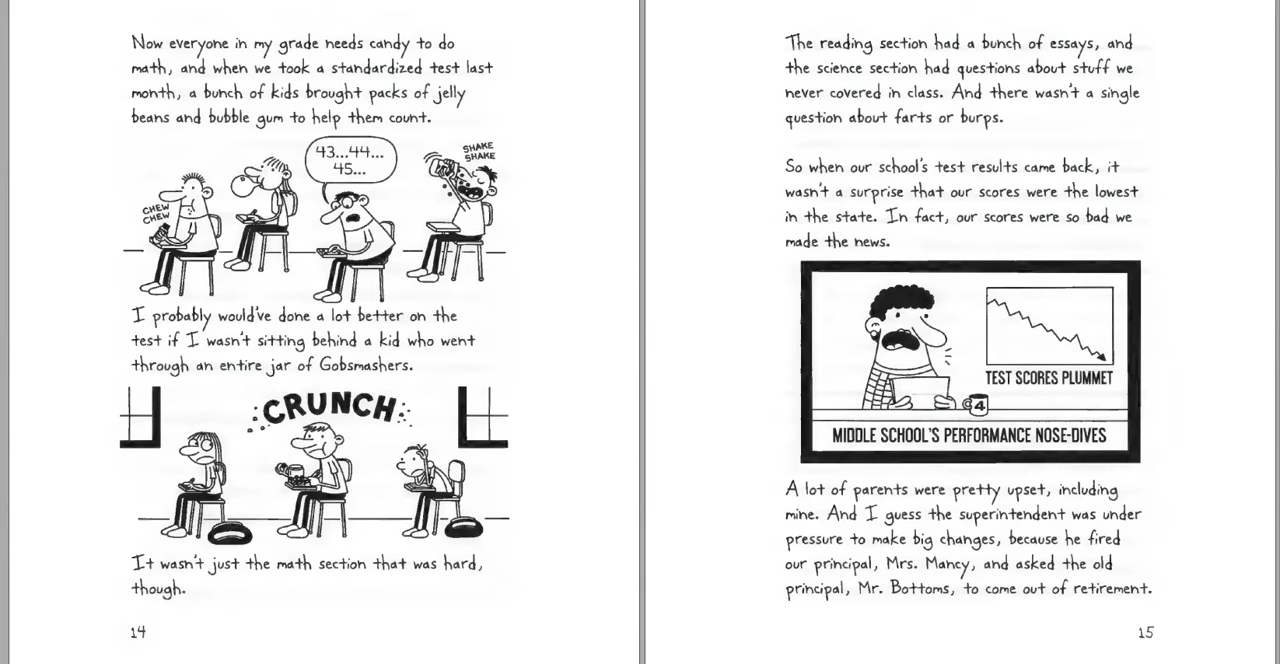 Now everyone in my grade needs candy to do
math, and when we took a standardized test last
month, a bunch of kids brought packs of jelly
beans and bubble gum to help them count.
SHAKE
SHAKE
43...44...
45...
CHEW
CHEW
I probably would've done a lot better on the
test if I wasn't sitting behind a kid who went
through an entire jar of Gobsmashers.
CRUNCH
It wasn't just the math section that was hard,
though.
14
The reading section had a bunch of essays, and
the science section had questions about stuff we
never covered in class. And there wasn't a single
question about farts or burps.
So when our school's test results came back, it
wasn't a surprise that our scores were the lowest
in the state. In fact, our scores were so bad we
made the news.
TEST SCORES PLUMMET
4
MIDDLE SCHOOL'S PERFORMANCE NOSE-DIVES
A lot of parents were pretty upset, including
mine. And I guess the superintendent was under
pressure to make big changes, because he fired
our principal, Mrs. Mancy, and asked the old
principal, Mr. Bottoms, to come out of retirement.
15